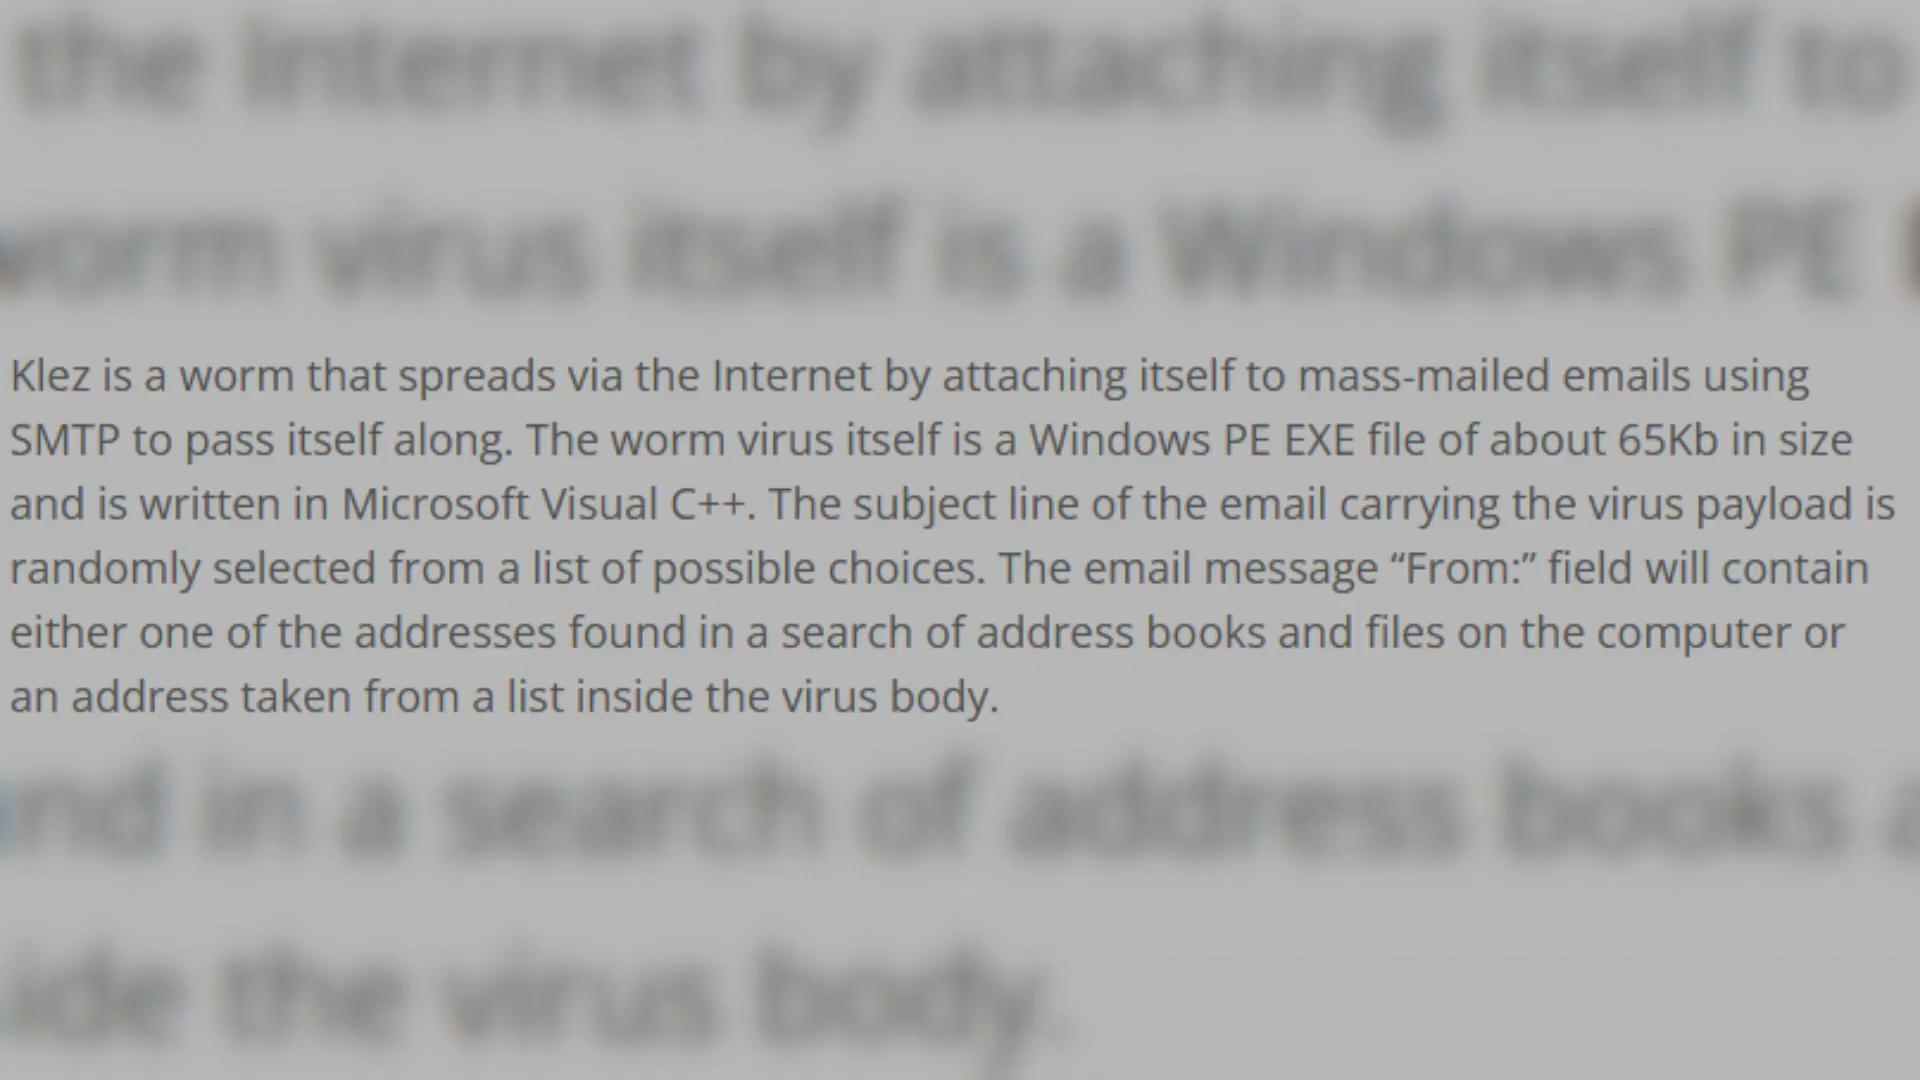 the Internet by attaching itself to
worm virus itself is a Windows PE
Klez is a worm that spreads via the Internet by attaching itself to mass-mailed emails using
SMTP to pass itself along. The worm virus itself is a Windows PE EXE file of about 65Kb in size
and is written in Microsoft Visual C++. The subject line of the email carrying the virus payload is
randomly selected from a list of possible choices. The email message “From:” field will contain
either one of the addresses found in a search of address books and files on the computer or
an address taken from a list inside the virus body.
in a search of address books
the virus body.